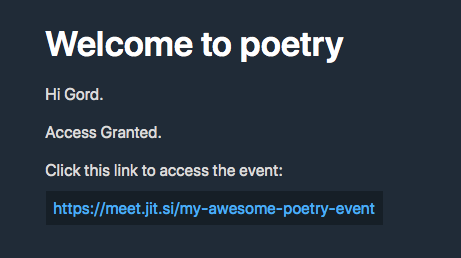 Welcome to poetry
Hi Gord.
Access Granted.
Click this link to access the event:
https://meet.jit.si/my-awesome-poetry-event